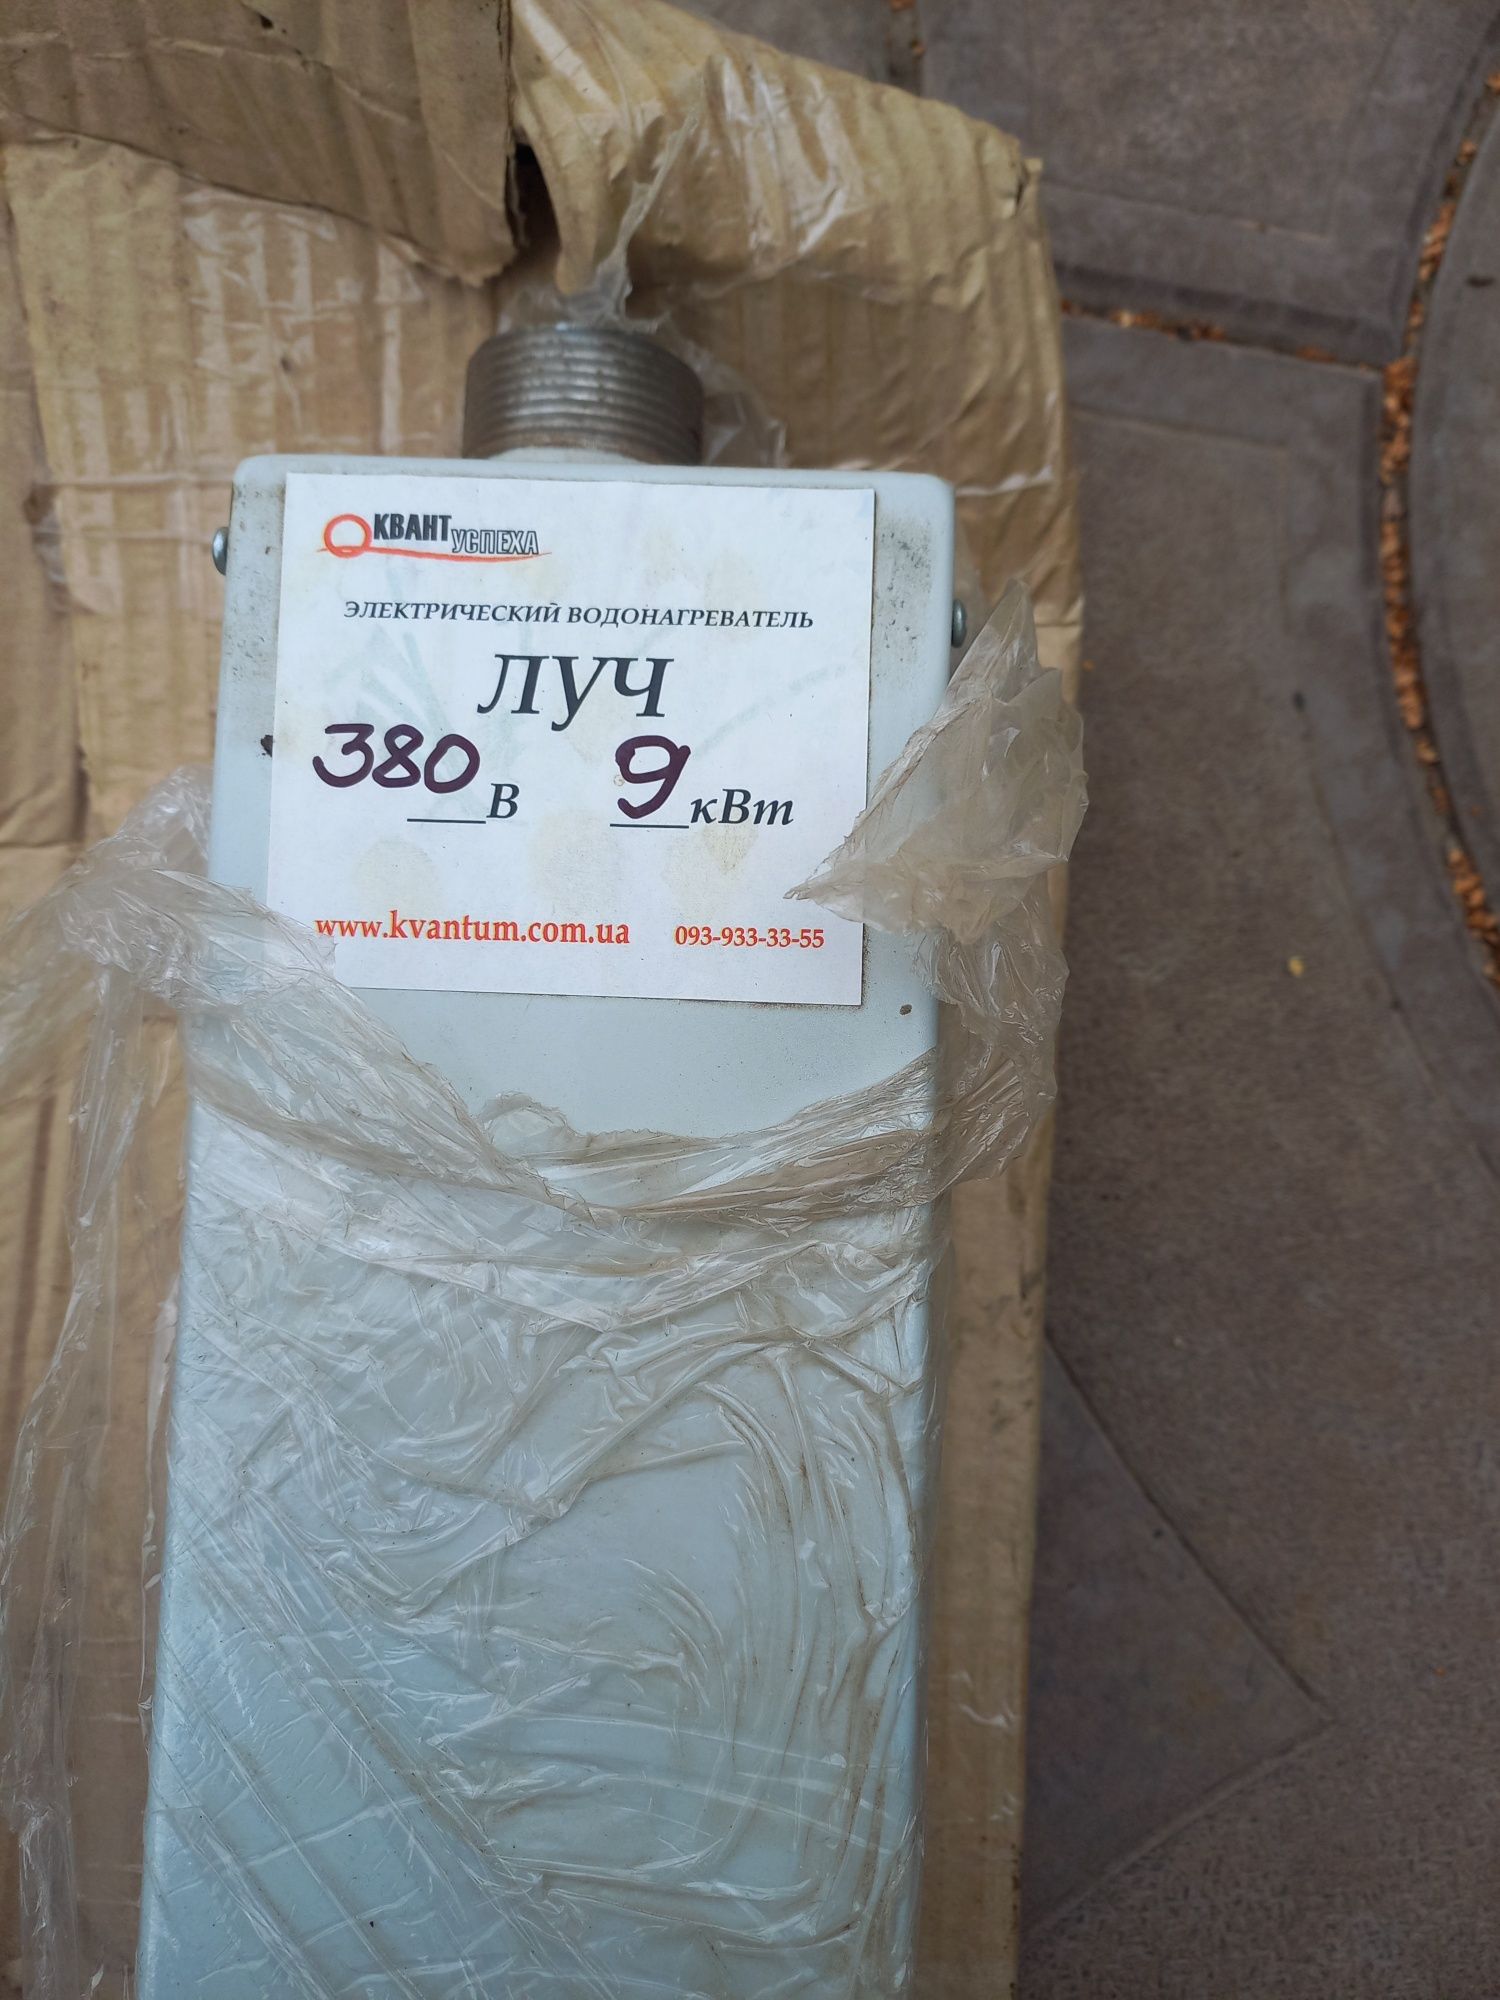 КВАНТ
УСПЕХА
ЭЛЕКТРИЧЕСКИЙ ВОДОНАГРЕВАТЕЛЬ
ЛУЧ
380 В 9 кВт
www.kvantum.com.ua 093-933-33-55